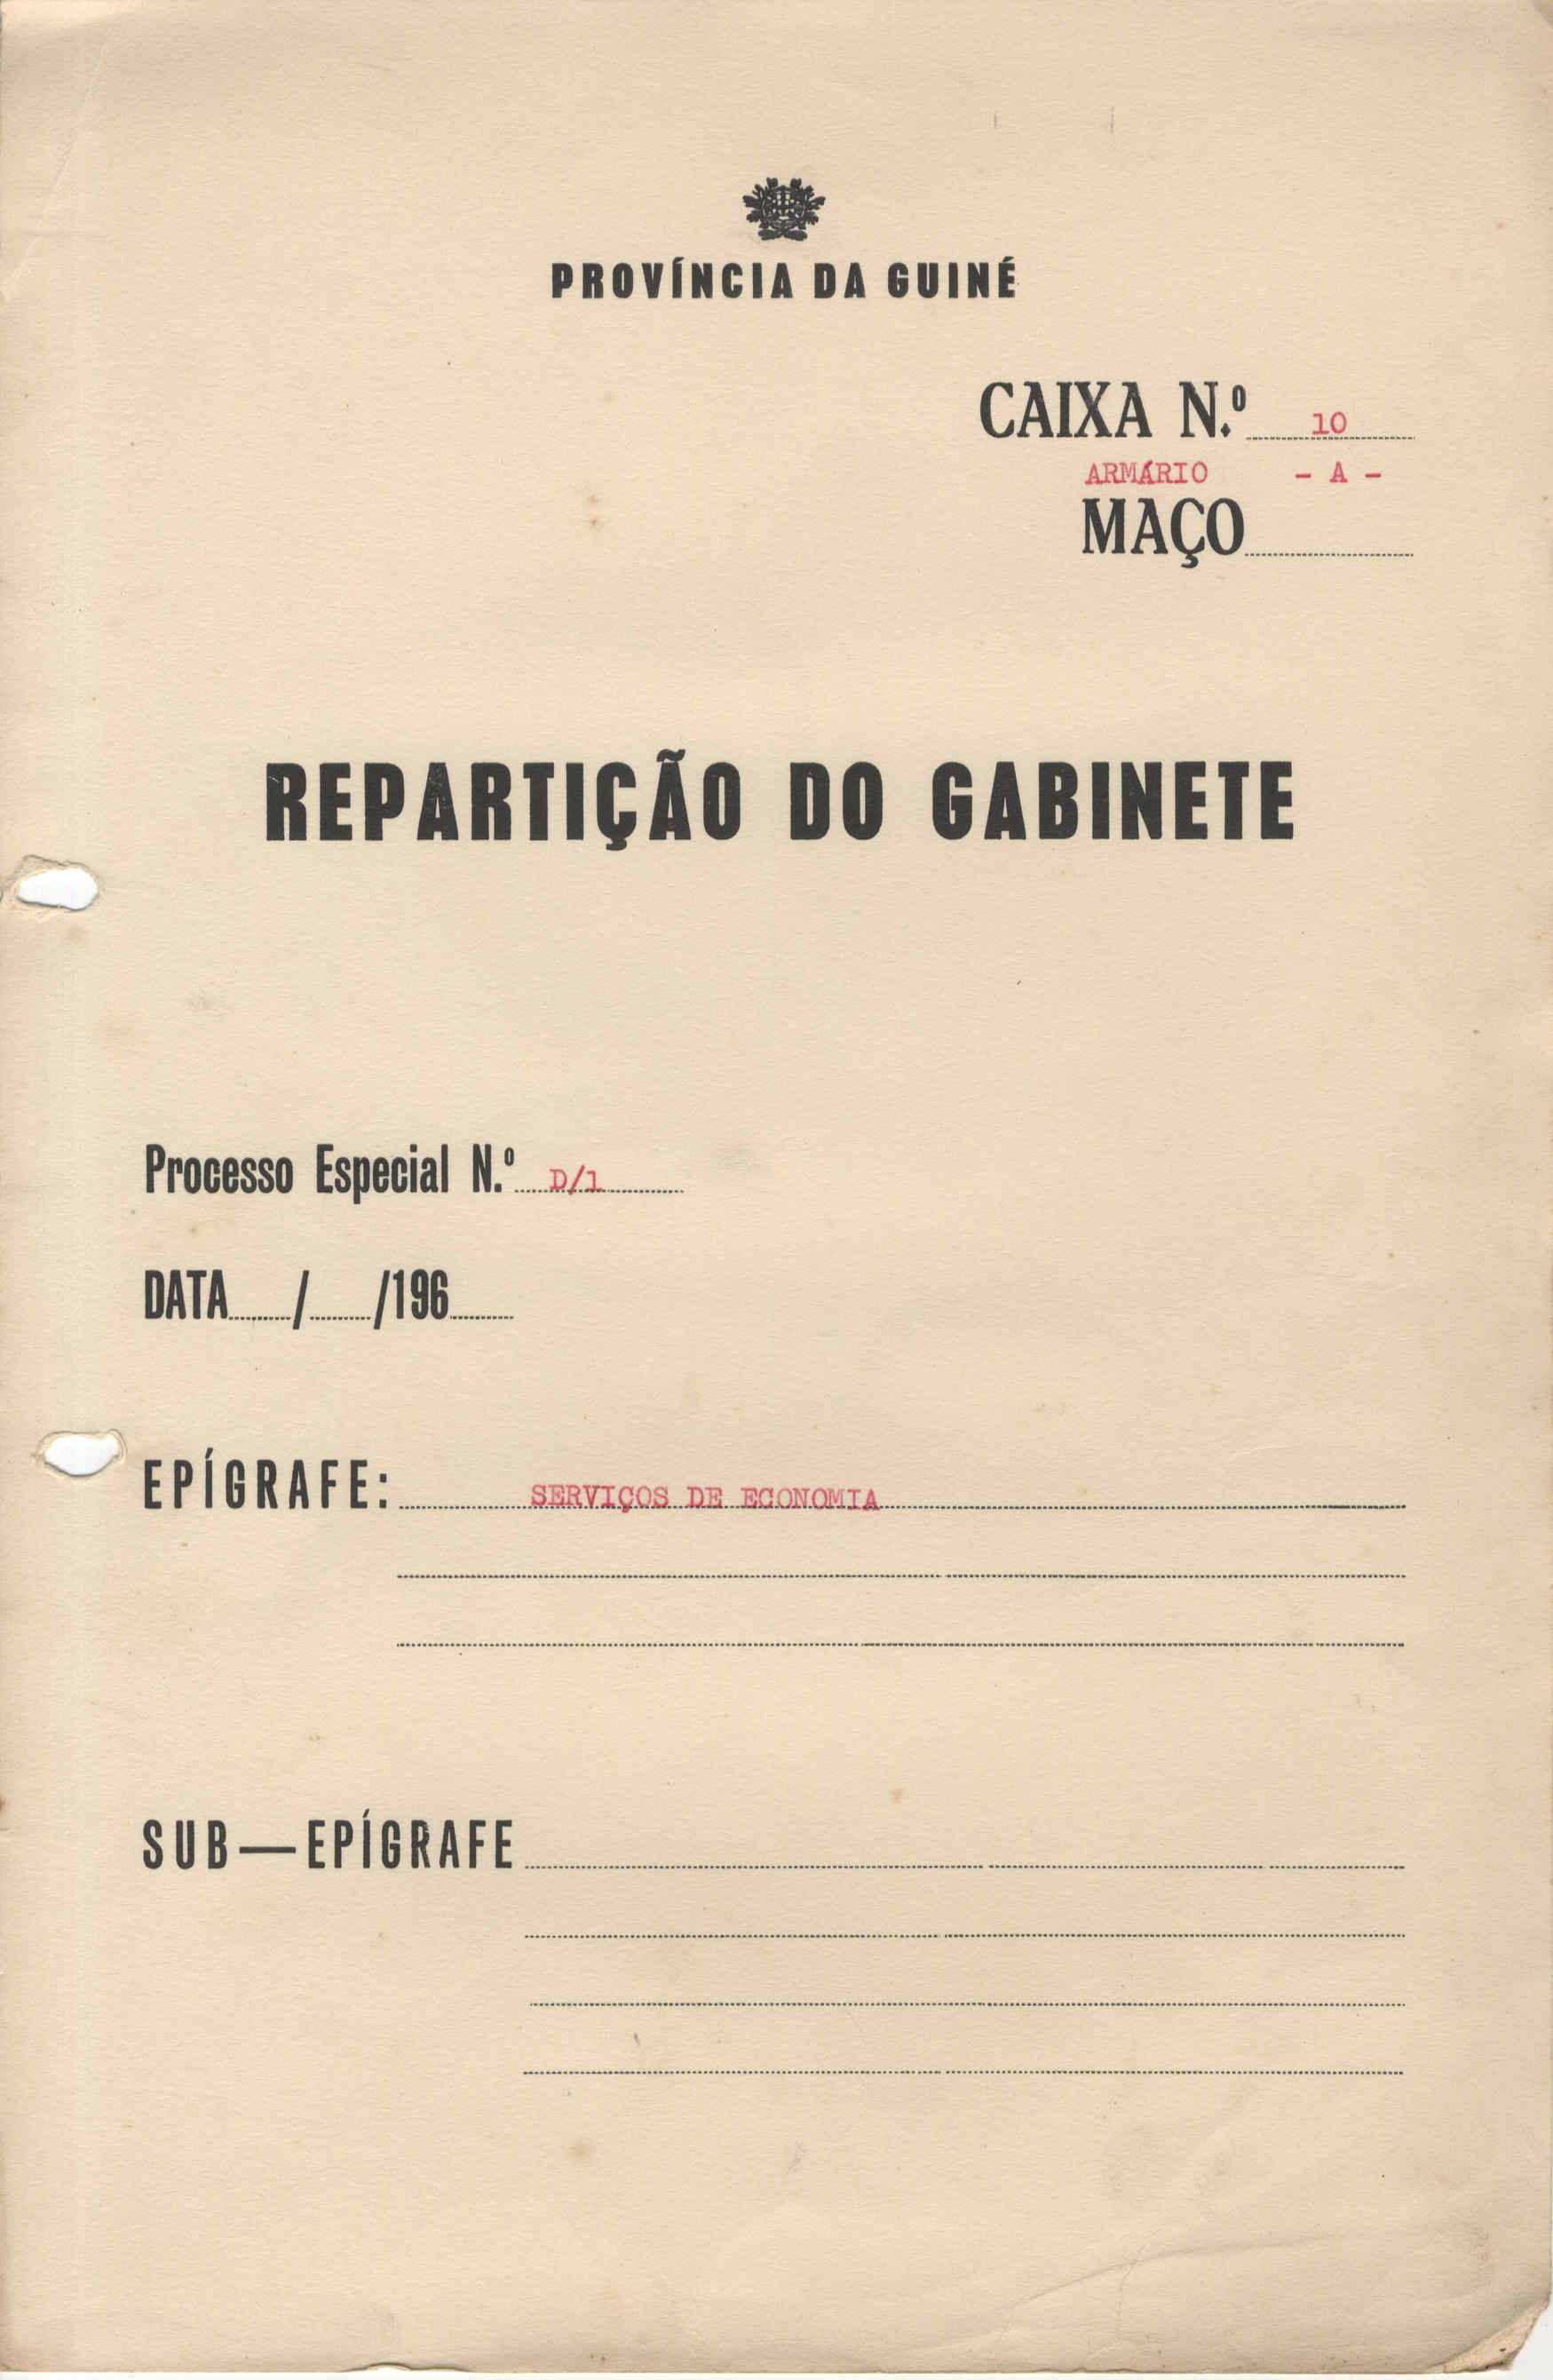 PROVÍNCIA DA GUINÉ
CAIXA N.º 10
ARMÁRIO - A -
MAÇO
REPARTIÇÃO DO GABINETE
Processo Especial N.º D/1
DATA / /196
EPÍGRAFE: SERVIÇOS DE ECONOMIA
SUB—EPÍGRAFE